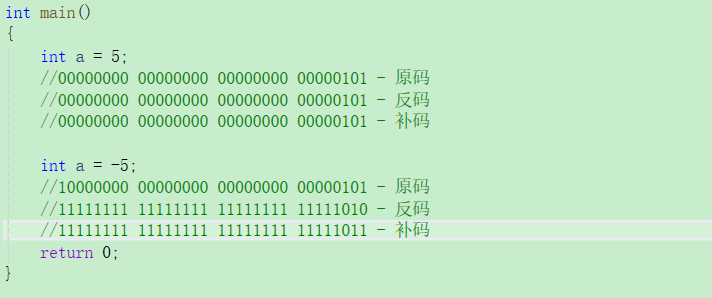 int main()
{
int a = 5;
//00000000 00000000 00000000 00000101 - 原码
//00000000 00000000 00000000 00000101 - 反码
//00000000 00000000 00000000 00000101 - 补码
int a = -5;
//10000000 00000000 00000000 00000101 - 原码
//11111111 11111111 11111111 11111010 - 反码
//11111111 11111111 11111111 11111011 - 补码
return 0;
}